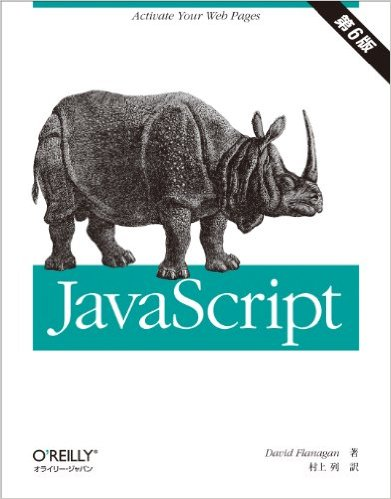 Activate Your Web Pages
第6版
JavaScript
O'REILLY®
オライリー・ジャパン
David Flanagan 著
村上 列 訳